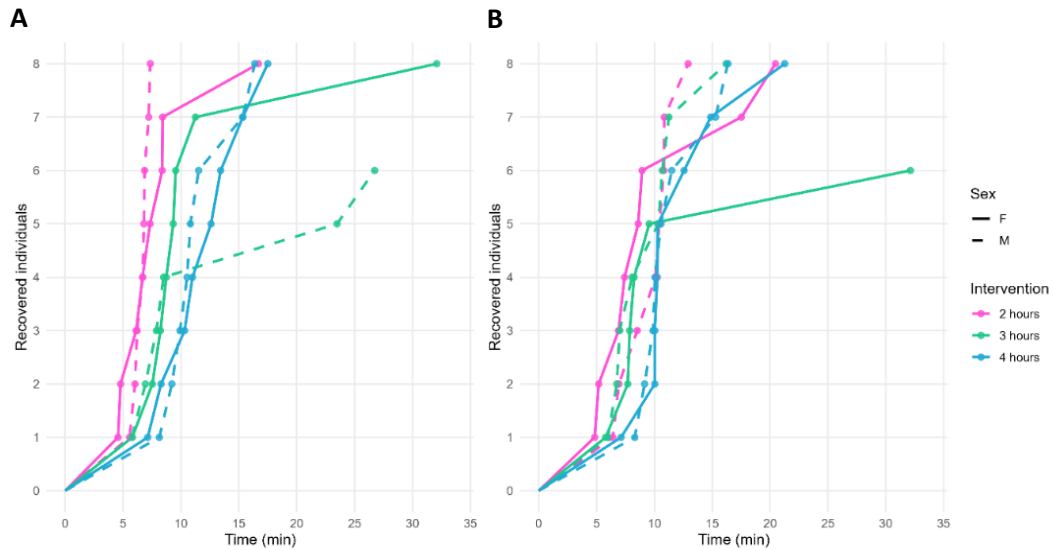 A
B
Recovered individuals
8
7
6
5
4
3
2
1
0
0 5 10 15 20 25 30 35
Time (min)
Recovered individuals
8
7
6
5
4
3
2
1
0
0 5 10 15 20 25 30 35
Time (min)
Sex
F
M
Intervention
2 hours
3 hours
4 hours